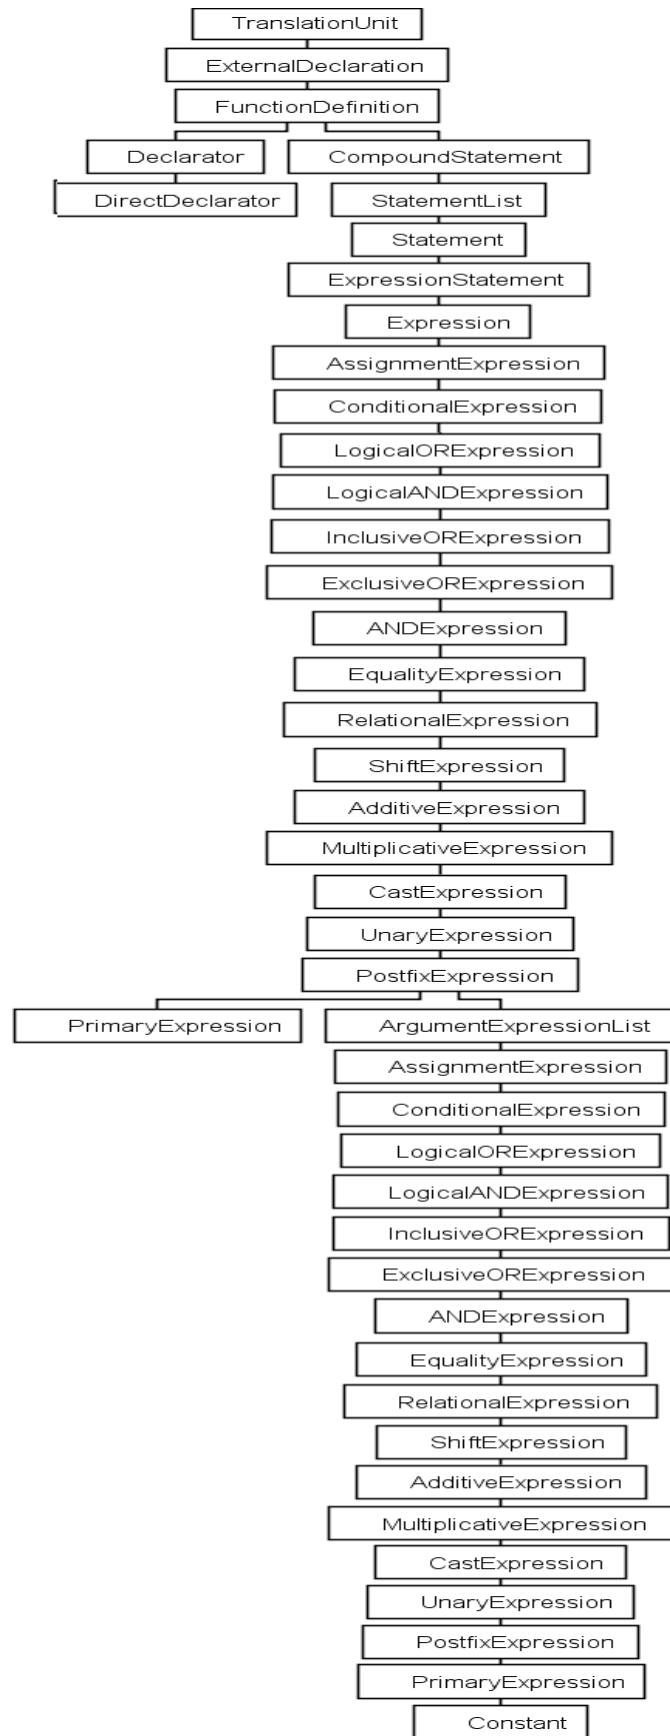 TranslationUnit
ExternalDeclaration
FunctionDefinition
Declarator CompoundStatement
DirectDeclarator StatementList
Statement
ExpressionStatement
Expression
AssignmentExpression
ConditionalExpression
LogicalORExpression
LogicalANDExpression
InclusiveORExpression
ExclusiveORExpression
ANDExpression
EqualityExpression
RelationalExpression
ShiftExpression
AdditiveExpression
MultiplicativeExpression
CastExpression
UnaryExpression
PostfixExpression
PrimaryExpression ArgumentExpressionList
AssignmentExpression
ConditionalExpression
LogicalORExpression
LogicalANDExpression
InclusiveORExpression
ExclusiveORExpression
ANDExpression
EqualityExpression
RelationalExpression
ShiftExpression
AdditiveExpression
MultiplicativeExpression
CastExpression
UnaryExpression
PostfixExpression
PrimaryExpression
Constant